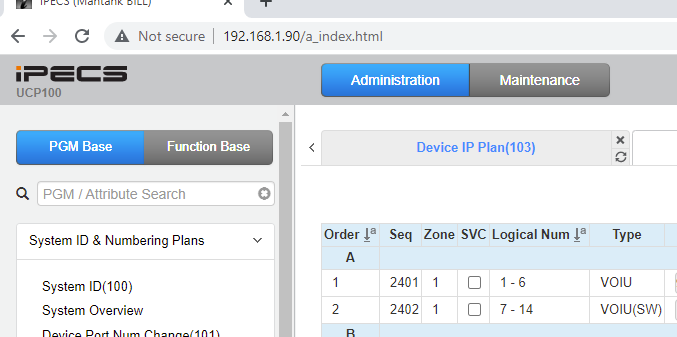 iPECS (Mantank BILL)
Not secure 192.168.1.90/a_index.html
iPECS
UCP100
Administration Maintenance
PGM Base Function Base
Device IP Plan(103)
PGM / Attribute Search
Order Seq Zone SVC Logical Num Type
System ID & Numbering Plans
A
System ID(100)
1 2401 1 1 - 6 VOIU
System Overview
2 2402 1 7 - 14 VOIU(SW)
Device Port Num Change(101)
B